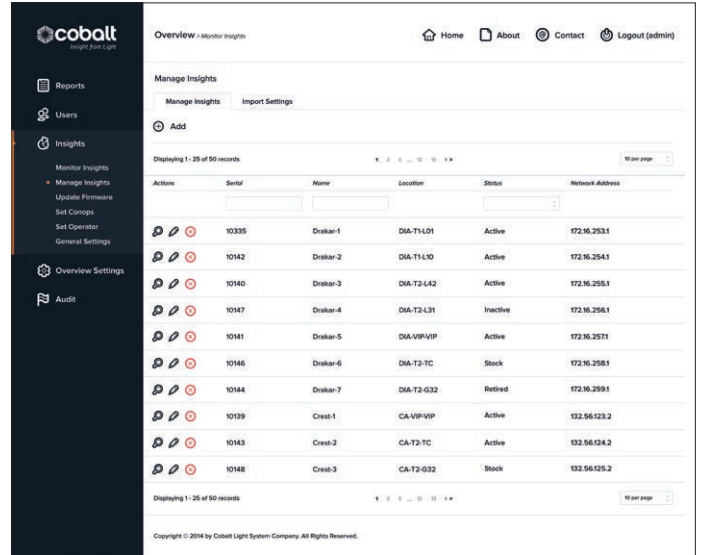 cobalt
Insight from Light
Overview > Monitor Insights
Home
About
Contact
Logout (admin)
Reports
Users
Insights
Monitor Insights
Manage Insights
Update Firmware
Set Conops
Set Operator
General Settings
Overview Settings
Audit
Manage Insights
Manage Insights Import Settings
Add
Displaying 1 - 25 of 50 records 10 per page
Actions Serial Name Location Status Network Address
10335 Drakar-1 DIA-T1-L01 Active 172.16.253.1
10142 Drakar-2 DIA-T1-L10 Active 172.16.254.1
10140 Drakar-3 DIA-T2-L42 Active 172.16.255.1
10147 Drakar-4 DIA-T2-L31 Inactive 172.16.256.1
10141 Drakar-5 DIA-VIP-VIP Active 172.16.257.1
10146 Drakar-6 DIA-T2-TC Stock 172.16.258.1
10144 Drakar-7 DIA-T2-G32 Retired 172.16.259.1
10139 Crest-1 CA-VIP-VIP Active 132.56.123.2
10143 Crest-2 CA-T2-TC Active 132.56.124.2
10148 Crest-3 CA-T2-G32 Stock 132.56.125.2
Displaying 1 - 25 of 50 records 10 per page
Copyright © 2014 by Cobalt Light System Company. All Rights Reserved.